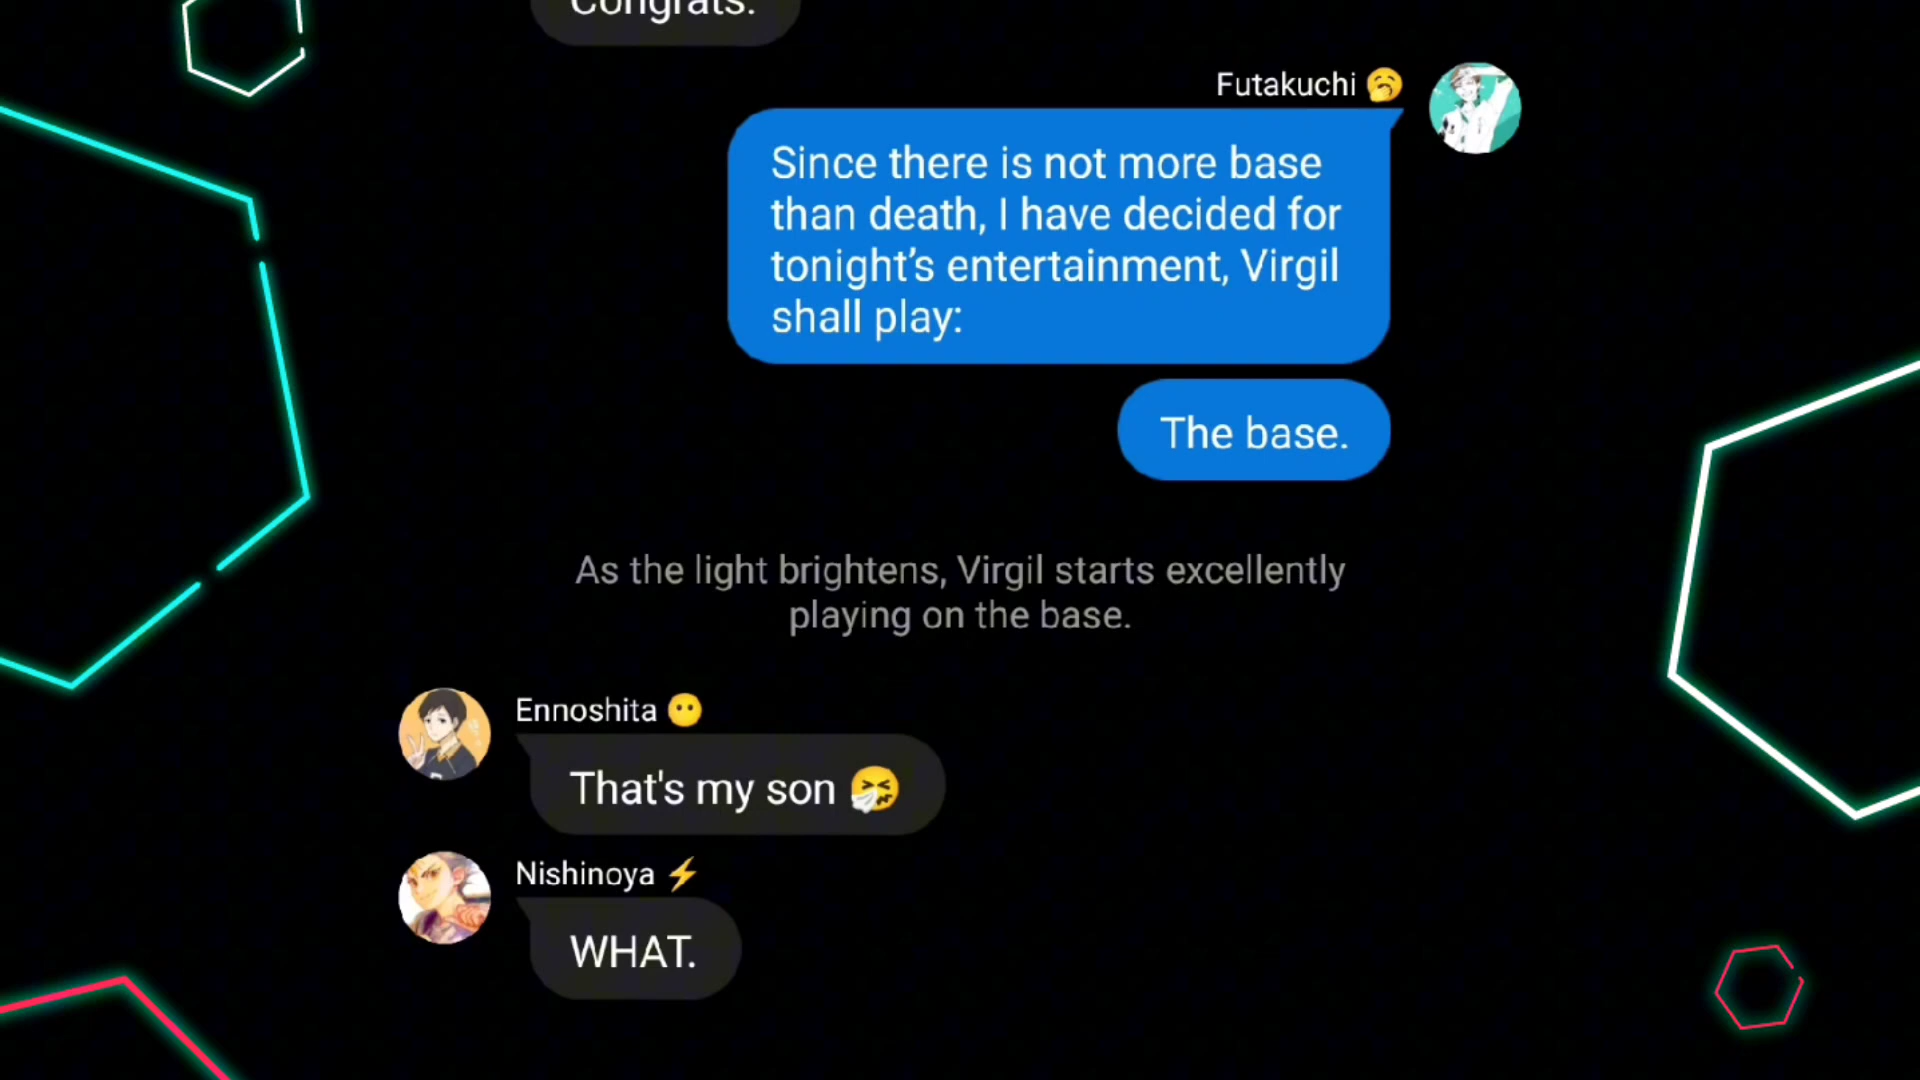 Congrats.
Futakuchi 🥱
Since there is not more base
than death, I have decided for
tonight’s entertainment, Virgil
shall play:
The base.
As the light brightens, Virgil starts excellently
playing on the base.
Ennoshita 😶
That's my son 🤧
Nishinoya ⚡
WHAT.